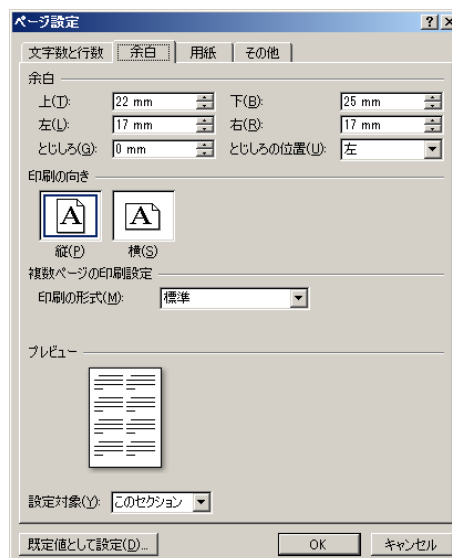 ページ設定
文字数と行数 余白 用紙 その他
余白
上(T): 22 mm 下(B): 25 mm
左(L): 17 mm 右(R): 17 mm
とじしろ(G): 0 mm とじしろの位置(U): 左
印刷の向き
A A
縦(P) 横(S)
複数ページの印刷設定
印刷の形式(M): 標準
プレビュー
設定対象(Y): このセクション
既定値として設定(D)... OK キャンセル